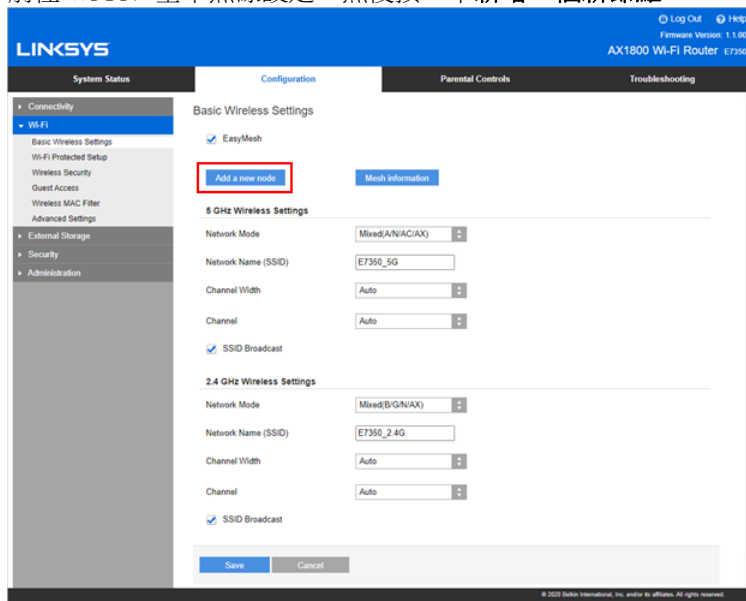 Log Out Help
Firmware Version: 1.1.00
LINKSYS
AX1800 Wi-Fi Router E7350
System Status Configuration Parental Controls Troubleshooting
Connectivity
Wi-Fi
Basic Wireless Settings
Wi-Fi Protected Setup
Wireless Security
Guest Access
Wireless MAC Filter
Advanced Settings
External Storage
Security
Administration
Basic Wireless Settings
EasyMesh
Add a new node Mesh information
5 GHz Wireless Settings
Network Mode Mixed(A/N/AC/AX)
Network Name (SSID) E7350_5G
Channel Width Auto
Channel Auto
SSID Broadcast
2.4 GHz Wireless Settings
Network Mode Mixed(B/G/N/AX)
Network Name (SSID) E7350_2.4G
Channel Width Auto
Channel Auto
SSID Broadcast
Save Cancel
© 2020 Belkin International, Inc. and/or its affiliates. All rights reserved.